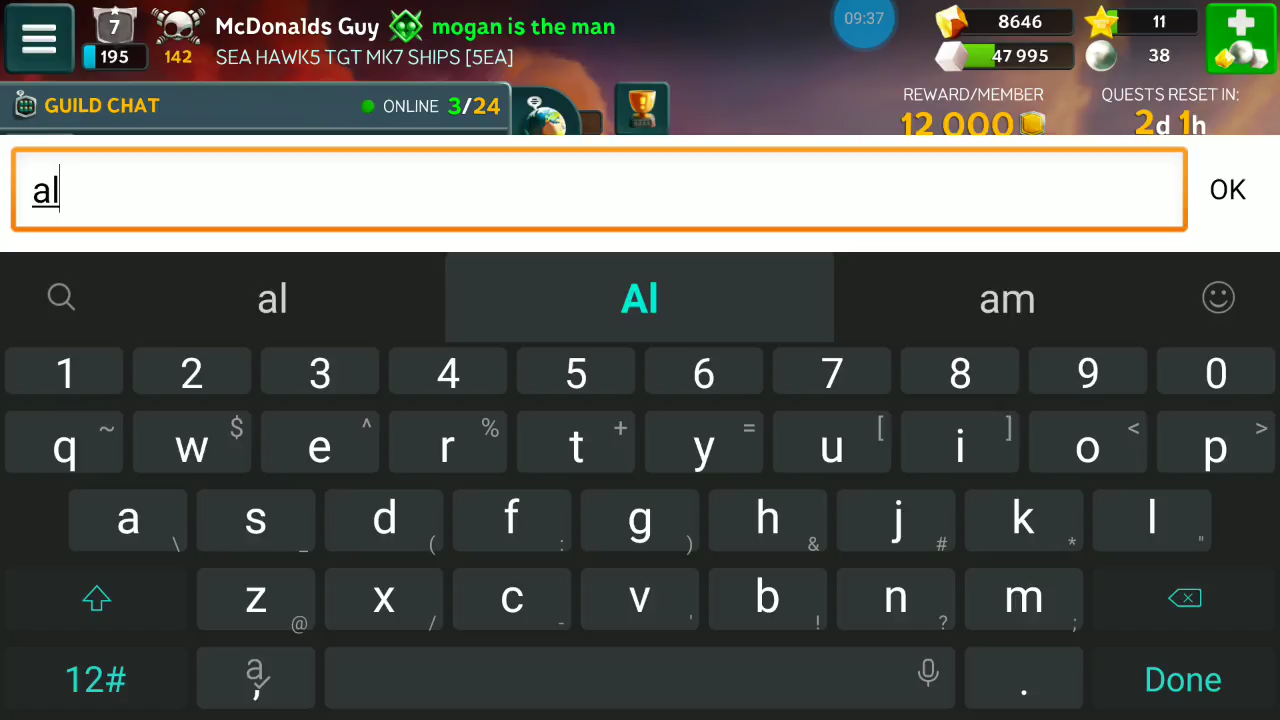 7
195
142
McDonalds Guy mogan is the man
SEA HAWK5 TGT MK7 SHIPS [5EA]
09:37
8646
11
47 995
38
GUILD CHAT
ONLINE 3/24
REWARD/MEMBER
12 000
QUESTS RESET IN:
2d 1h
al
OK
al
Al
am
1 2 3 4 5 6 7 8 9 0
q ~ w $ e ^ r % t + y = u [ i ] o < p >
a \ s _ d ( f : g ) h & j # k * l "
z @ x / c - v ' b ! n ? m ;
12# a , . Done